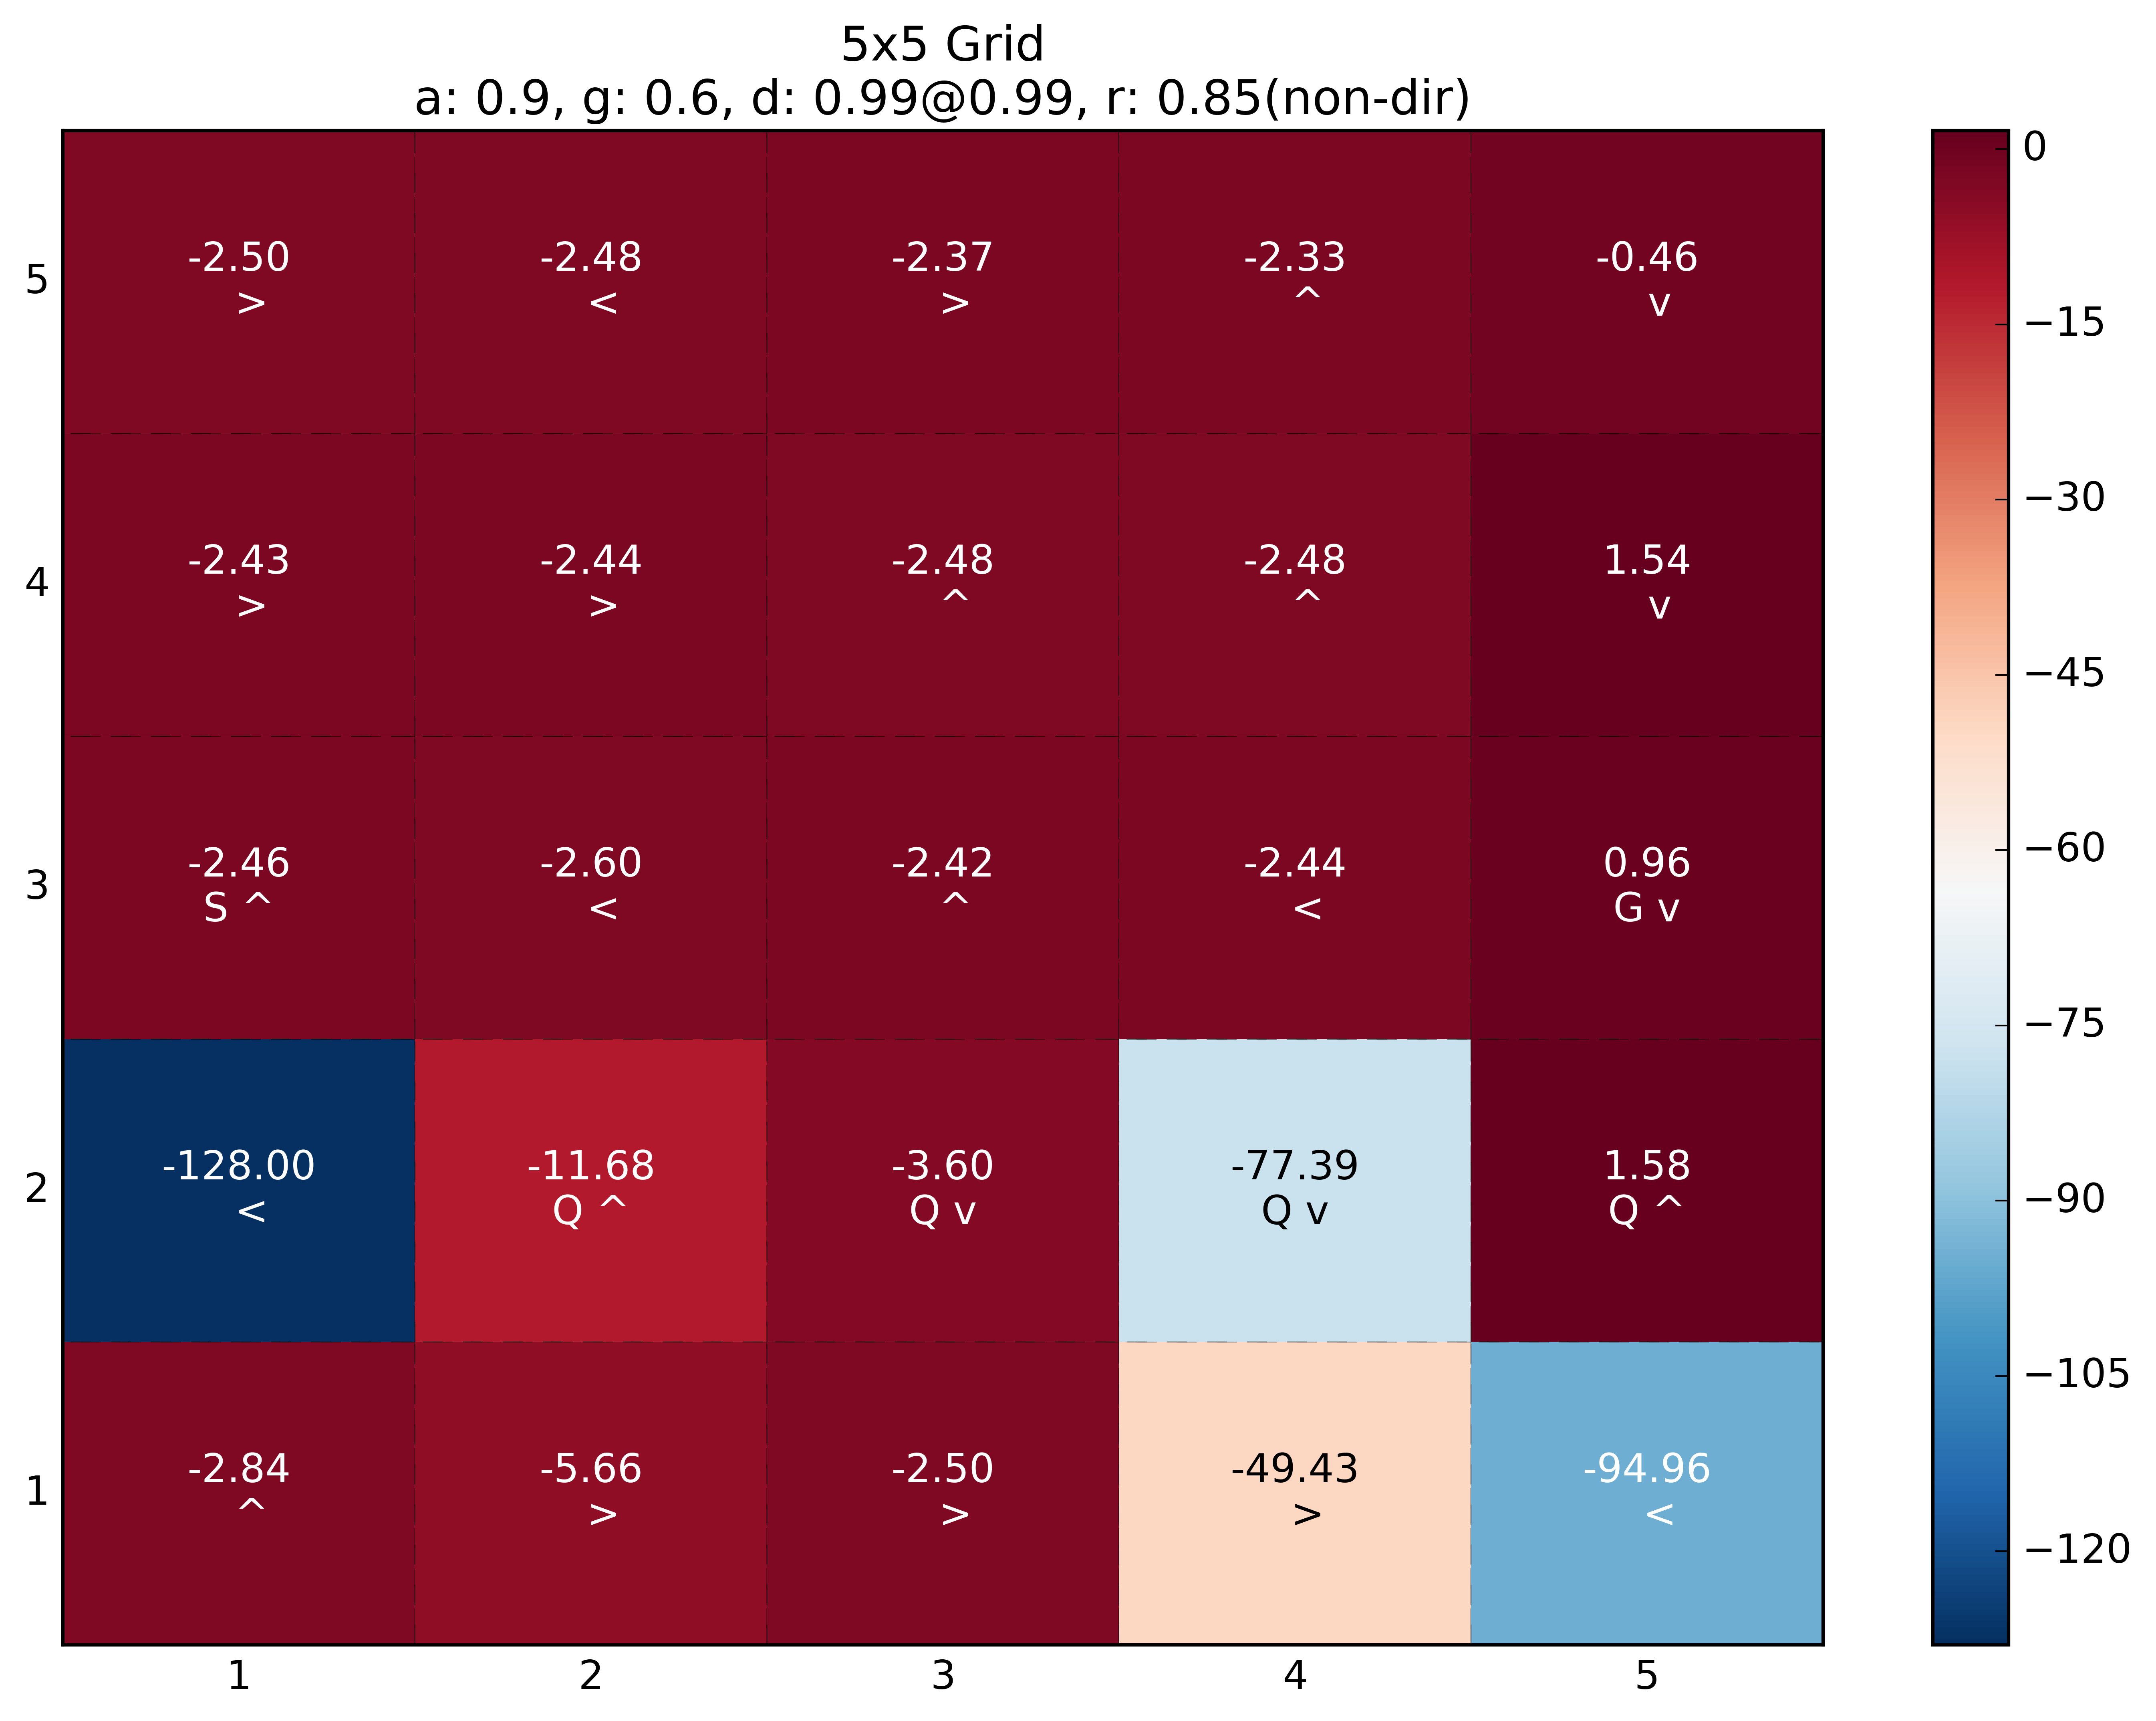 5x5 Grid
a: 0.9, g: 0.6, d: 0.99@0.99, r: 0.85(non-dir)
5 -2.50 -2.48 -2.37 -2.33 -0.46
> < > ^ v
4 -2.43 -2.44 -2.48 -2.48 1.54
> > ^ ^ v
3 -2.46 -2.60 -2.42 -2.44 0.96
S ^ < ^ < G v
2 -128.00 -11.68 -3.60 -77.39 1.58
< Q ^ Q v Q v Q ^
1 -2.84 -5.66 -2.50 -49.43 -94.96
^ > > > <
1 2 3 4 5
0
−15
−30
−45
−60
−75
−90
−105
−120